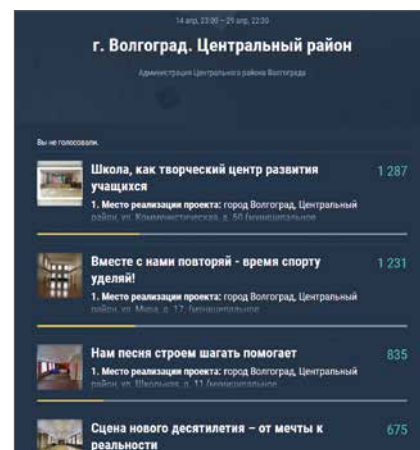 14 апр, 23:00 – 29 апр, 22:30
г. Волгоград. Центральный район
Администрация Центрального района Волгограда
Вы не голосовали.
Школа, как творческий центр развития
учащихся
1 287
1. Место реализации проекта: город Волгоград, Центральный
район, ул. Коммунистическая, д. 50 (муниципальное
Вместе с нами повторяй - время спорту
уделяй!
1 231
1. Место реализации проекта: город Волгоград, Центральный
район, ул. Мира, д. 17, (муниципальное
Нам песня строем шагать помогает
835
1. Место реализации проекта: город Волгоград, Центральный
район, ул. Школьная, д. 11 (муниципальное
Сцена нового десятилетия – от мечты к
реальности
675